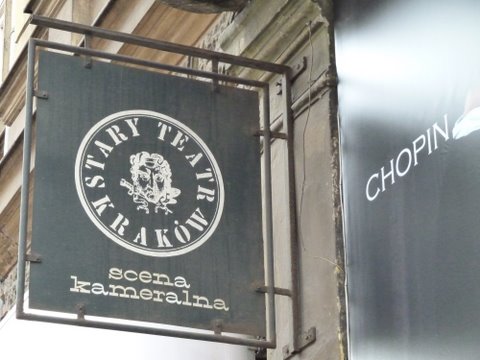 STARY TEATR
KRAKÓW
scena
kameralna
CHOPIN